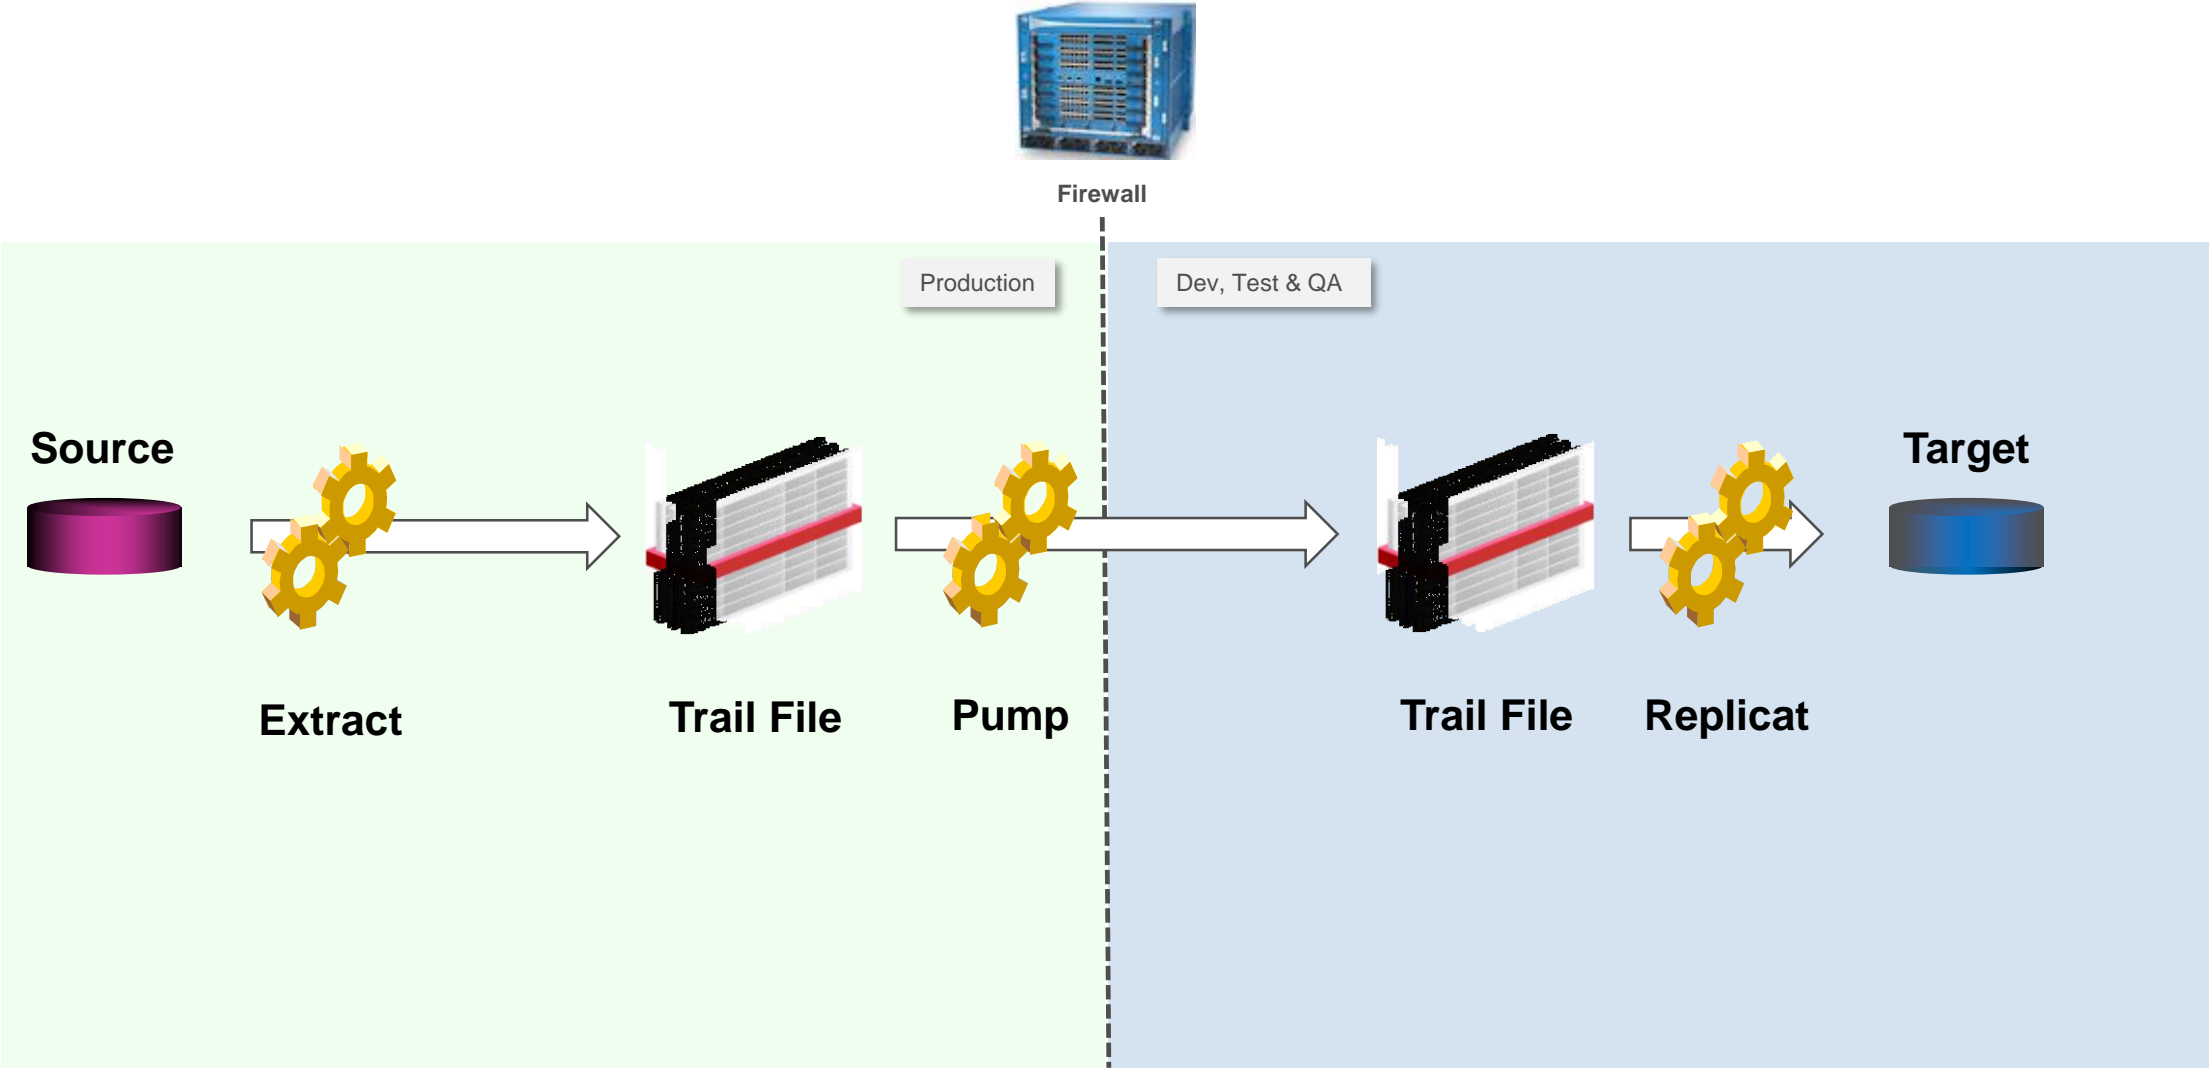 Firewall
Production
Dev, Test & QA
Source
Target
Extract
Trail File
Pump
Trail File
Replicat